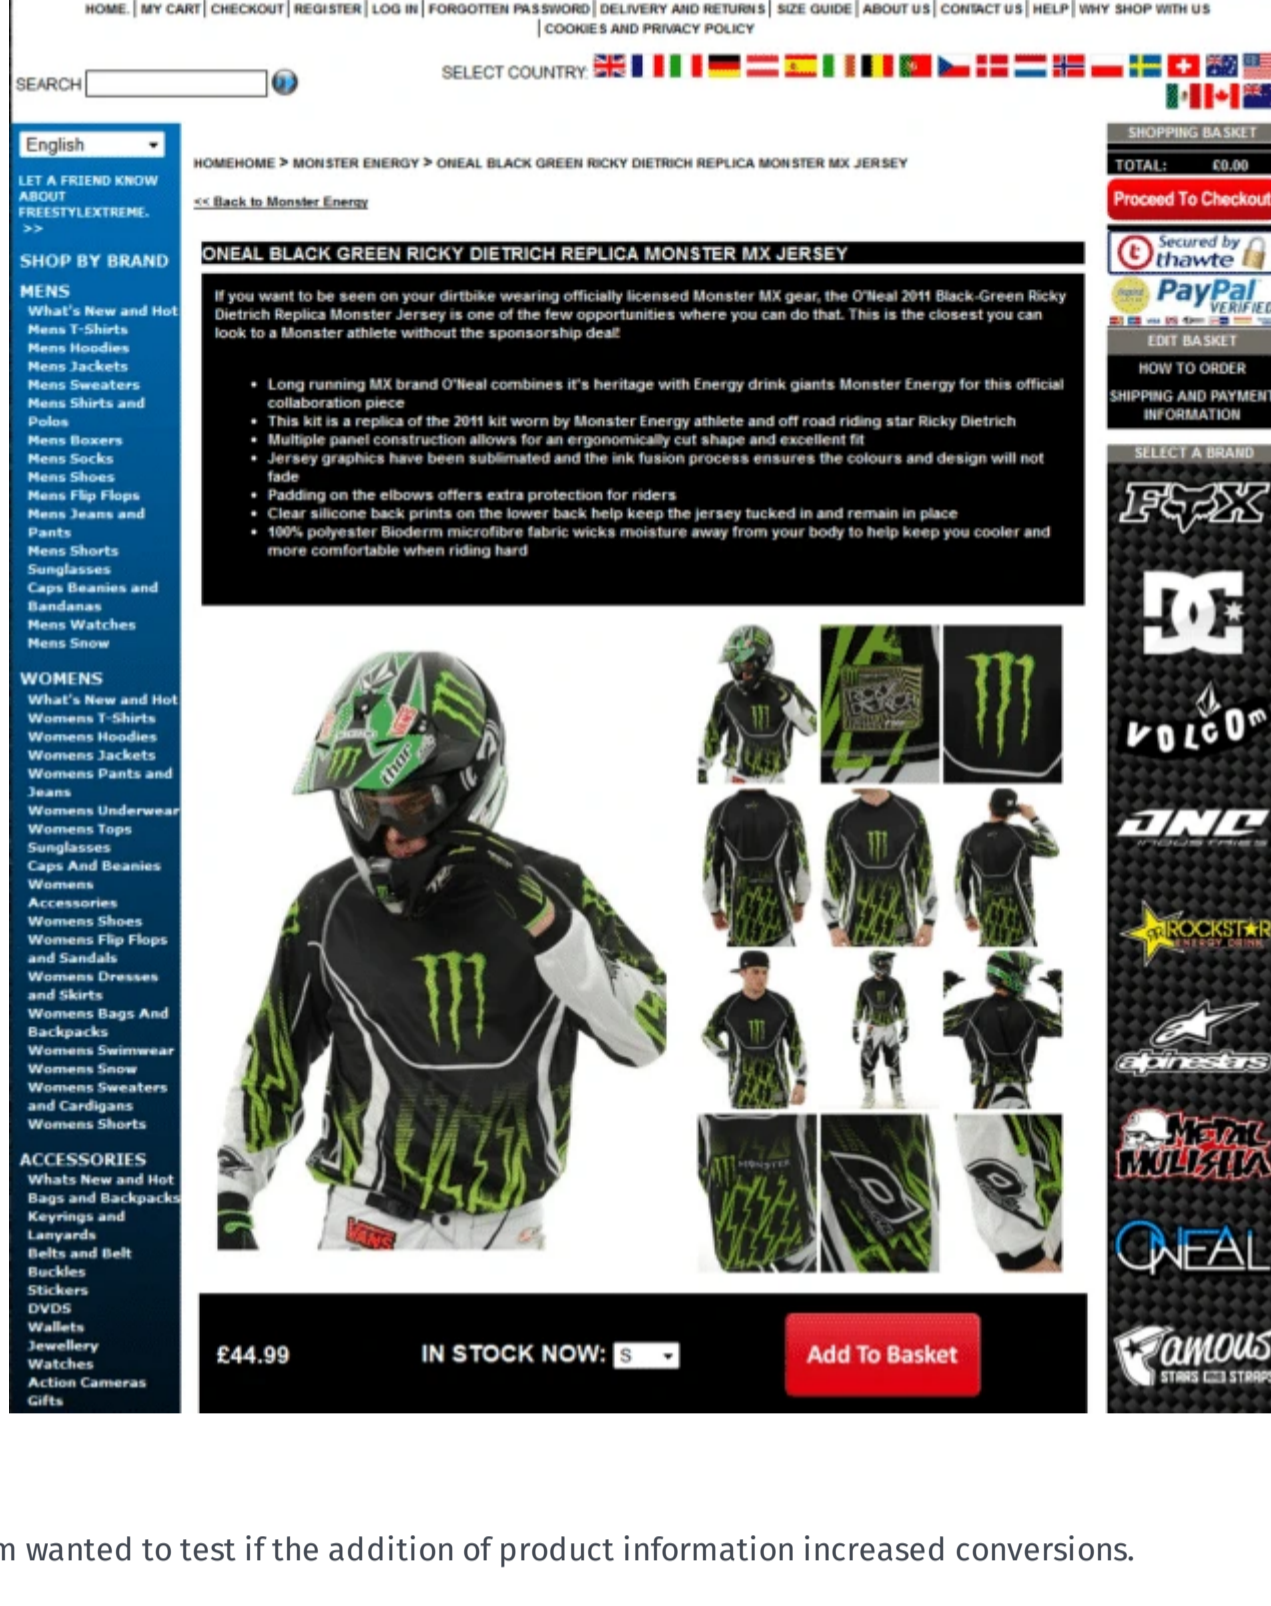 HOME | MY CART | CHECKOUT | REGISTER | LOG IN | FORGOTTEN PASSWORD | DELIVERY AND RETURNS | SIZE GUIDE | ABOUT US | CONTACT US | HELP | WHY SHOP WITH US
| COOKIES AND PRIVACY POLICY
SEARCH
SELECT COUNTRY:
English
LET A FRIEND KNOW
ABOUT
FREESTYLEXTREME.
>>
SHOP BY BRAND
MENS
What's New and Hot
Mens T-Shirts
Mens Hoodies
Mens Jackets
Mens Sweaters
Mens Shirts and
Polos
Mens Boxers
Mens Socks
Mens Shoes
Mens Flip Flops
Mens Jeans and
Pants
Mens Shorts
Sunglasses
Caps Beanies and
Bandanas
Mens Watches
Mens Snow
WOMENS
What's New and Hot
Womens T-Shirts
Womens Hoodies
Womens Jackets
Womens Pants and
Jeans
Womens Underwear
Womens Tops
Sunglasses
Caps And Beanies
Womens
Accessories
Womens Shoes
Womens Flip Flops
and Sandals
Womens Dresses
and Skirts
Womens Bags And
Backpacks
Womens Swimwear
Womens Snow
Womens Sweaters
and Cardigans
Womens Shorts
ACCESSORIES
Whats New and Hot
Bags and Backpacks
Keyrings and
Lanyards
Belts and Belt
Buckles
Stickers
DVDS
Wallets
Jewellery
Watches
Action Cameras
Gifts
HOMEHOME > MONSTER ENERGY > ONEAL BLACK GREEN RICKY DIETRICH REPLICA MONSTER MX JERSEY
<< Back to Monster Energy
ONEAL BLACK GREEN RICKY DIETRICH REPLICA MONSTER MX JERSEY
If you want to be seen on your dirtbike wearing officially licensed Monster MX gear, the O'Neal 2011 Black-Green Ricky
Dietrich Replica Monster Jersey is one of the few opportunities where you can do that. This is the closest you can
look to a Monster athlete without the sponsorship deal!
• Long running MX brand O'Neal combines it's heritage with Energy drink giants Monster Energy for this official
collaboration piece
• This kit is a replica of the 2011 kit worn by Monster Energy athlete and off road riding star Ricky Dietrich
• Multiple panel construction allows for an ergonomically cut shape and excellent fit
• Jersey graphics have been sublimated and the ink fusion process ensures the colours and design will not
fade
• Padding on the elbows offers extra protection for riders
• Clear silicone back prints on the lower back help keep the jersey tucked in and remain in place
• 100% polyester Bioderm microfibre fabric wicks moisture away from your body to help keep you cooler and
more comfortable when riding hard
VANS
thor
VANS
MONSTER
£44.99
IN STOCK NOW: S
Add To Basket
SHOPPING BASKET
TOTAL: £0.00
Proceed To Checkout
Secured by
thawte
PayPal
VERIFIED
EDIT BASKET
HOW TO ORDER
SHIPPING AND PAYMENT
INFORMATION
SELECT A BRAND
FOX
DC
VOLCOM
JNC
INDUSTRIES
ROCKSTAR
ENERGY DRINK
alpinestars
METAL
MULISHA
ONEAL
FAMOUS
STARS AND STRAPS
m wanted to test if the addition of product information increased conversions.